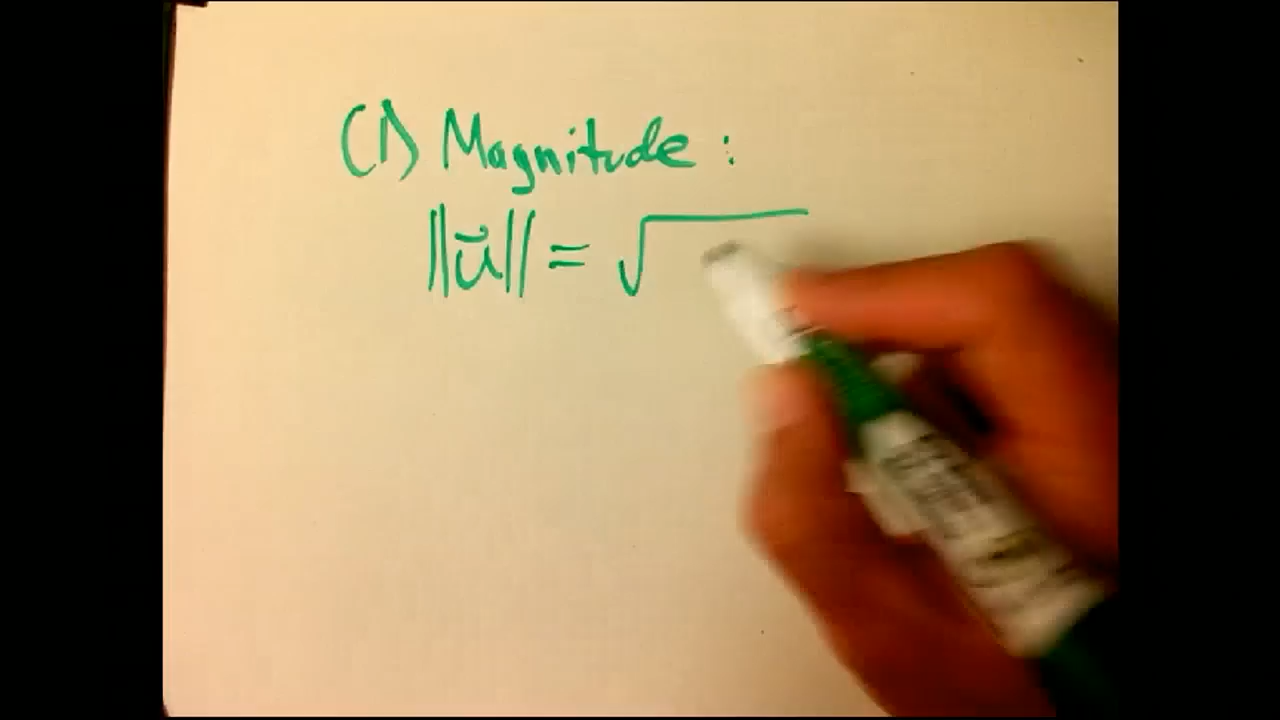 (1) Magnitude :
||u⃗|| = √